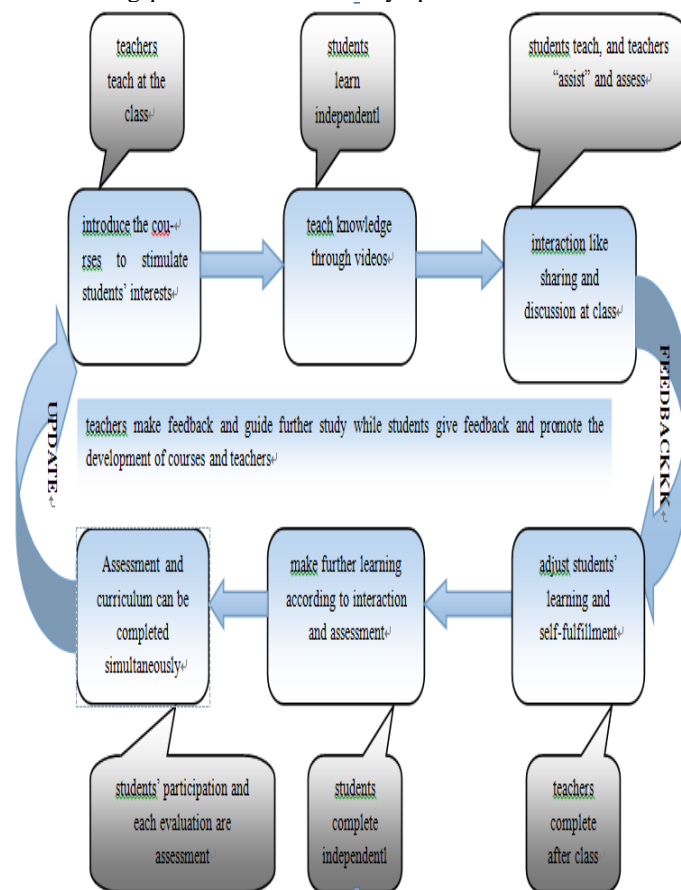 teachers
teach at the
class
students
learn
independentl
students teach, and teachers
“assist” and assess
introduce the cou-
rses to stimulate
students’ interests
teach knowledge
through videos
interaction like
sharing and
discussion at class
FEEDBACKKK
teachers make feedback and guide further study while students give feedback and promote the
development of courses and teachers
UPDATE
Assessment and
curriculum can be
completed
simultaneously
make further learning
according to interaction
and assessment
adjust students’
learning and
self-fulfillment
students’ participation and
each evaluation are
assessment
students
complete
independentl
teachers
complete
after class